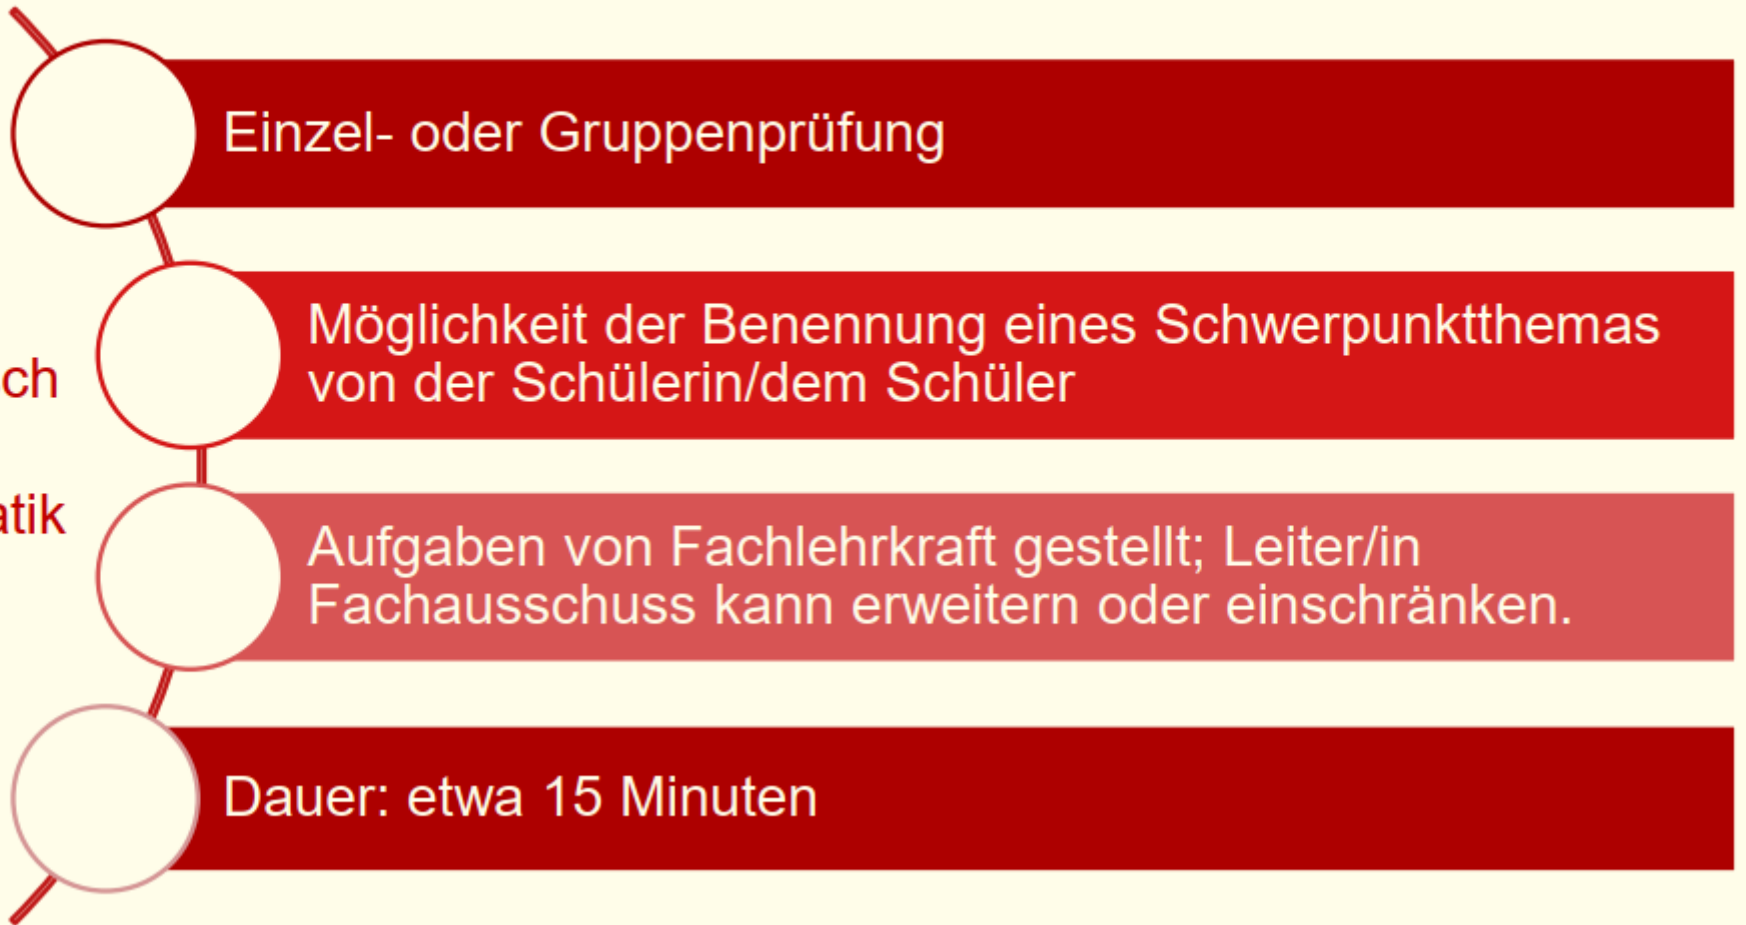 Einzel- oder Gruppenprüfung
Möglichkeit der Benennung eines Schwerpunktthemas
von der Schülerin/dem Schüler
ch
atik
Aufgaben von Fachlehrkraft gestellt; Leiter/in
Fachausschuss kann erweitern oder einschränken.
Dauer: etwa 15 Minuten